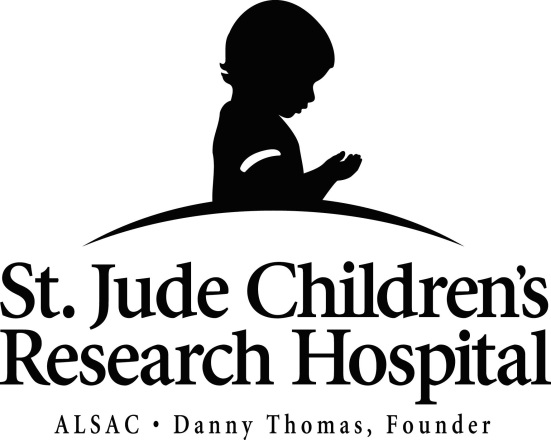 St. Jude Children's
Research Hospital
ALSAC • Danny Thomas, Founder